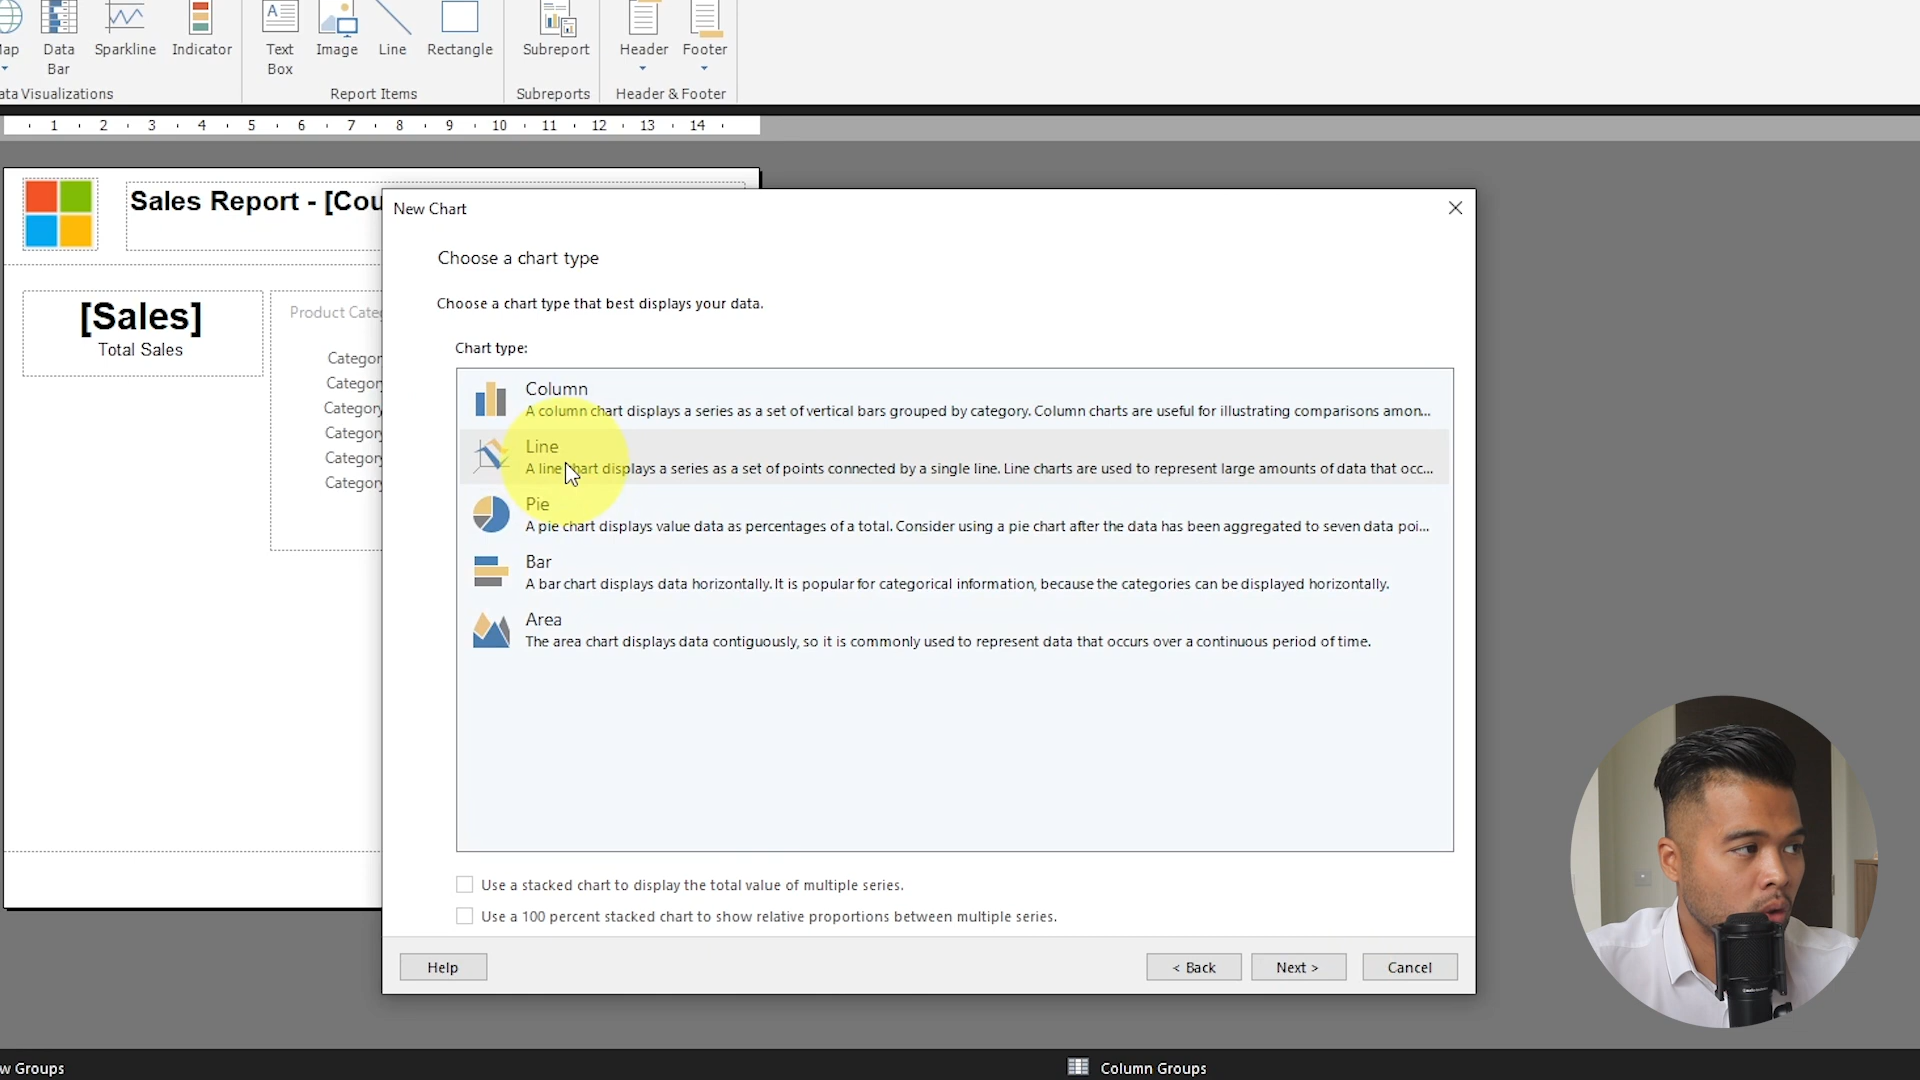 ap
Data
Bar
Sparkline
Indicator
Text
Box
Image
Line
Rectangle
Subreport
Header
Footer
ata Visualizations
Report Items
Subreports
Header & Footer
1 2 3 4 5 6 7 8 9 10 11 12 13 14
Sales Report - [Cou
[Sales]
Total Sales
Product Categ
Category
Category
Category
Category
Category
Category
New Chart
Choose a chart type
Choose a chart type that best displays your data.
Chart type:
Column
A column chart displays a series as a set of vertical bars grouped by category. Column charts are useful for illustrating comparisons amon...
Line
A line chart displays a series as a set of points connected by a single line. Line charts are used to represent large amounts of data that occ...
Pie
A pie chart displays value data as percentages of a total. Consider using a pie chart after the data has been aggregated to seven data poi...
Bar
A bar chart displays data horizontally. It is popular for categorical information, because the categories can be displayed horizontally.
Area
The area chart displays data contiguously, so it is commonly used to represent data that occurs over a continuous period of time.
Use a stacked chart to display the total value of multiple series.
Use a 100 percent stacked chart to show relative proportions between multiple series.
Help
< Back
Next >
Cancel
w Groups
Column Groups